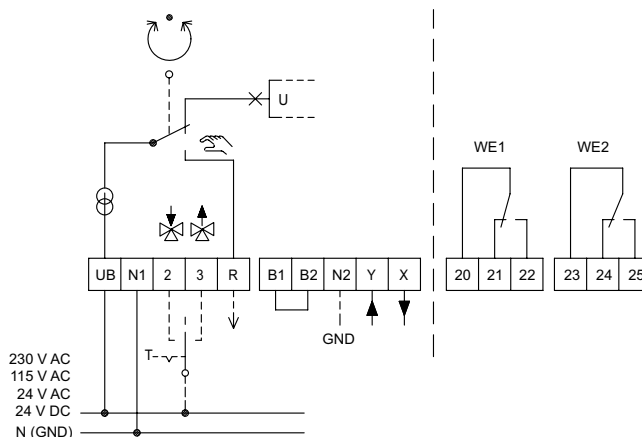 U
WE1 WE2
UB N1 2 3 R B1 B2 N2 Y X 20 21 22 23 24 25
GND
T
230 V AC
115 V AC
24 V AC
24 V DC
N (GND)